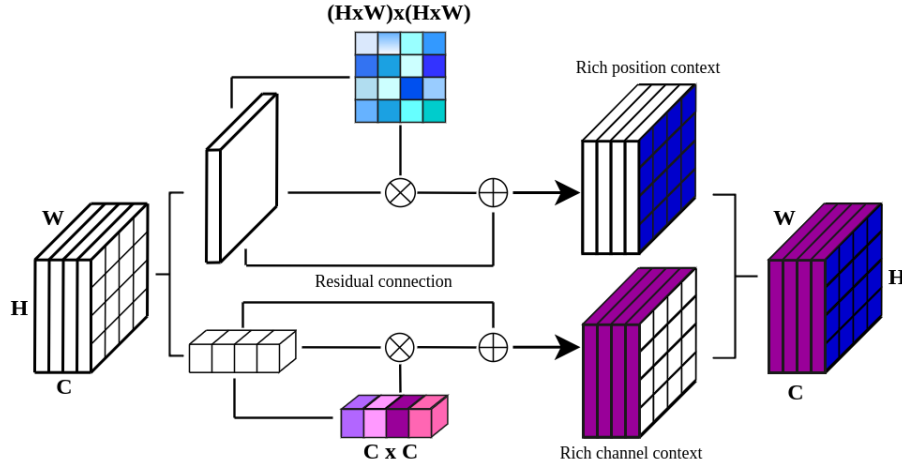 (HxW)x(HxW)
Rich position context
W
H
C
Residual connection
C x C
Rich channel context
W
H
C